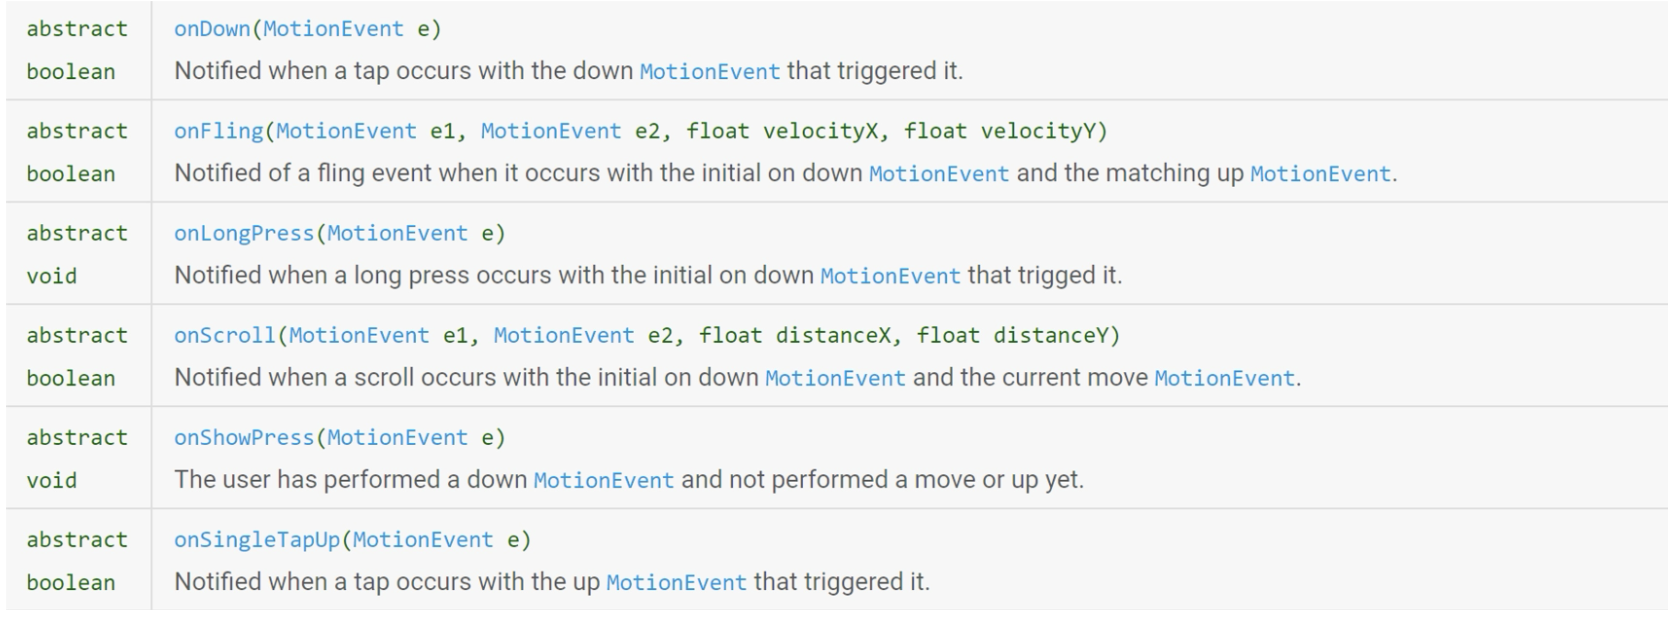 abstract onDown(MotionEvent e)
boolean Notified when a tap occurs with the down MotionEvent that triggered it.
abstract onFling(MotionEvent e1, MotionEvent e2, float velocityX, float velocityY)
boolean Notified of a fling event when it occurs with the initial on down MotionEvent and the matching up MotionEvent.
abstract onLongPress(MotionEvent e)
void Notified when a long press occurs with the initial on down MotionEvent that trigged it.
abstract onScroll(MotionEvent e1, MotionEvent e2, float distanceX, float distanceY)
boolean Notified when a scroll occurs with the initial on down MotionEvent and the current move MotionEvent.
abstract onShowPress(MotionEvent e)
void The user has performed a down MotionEvent and not performed a move or up yet.
abstract onSingleTapUp(MotionEvent e)
boolean Notified when a tap occurs with the up MotionEvent that triggered it.